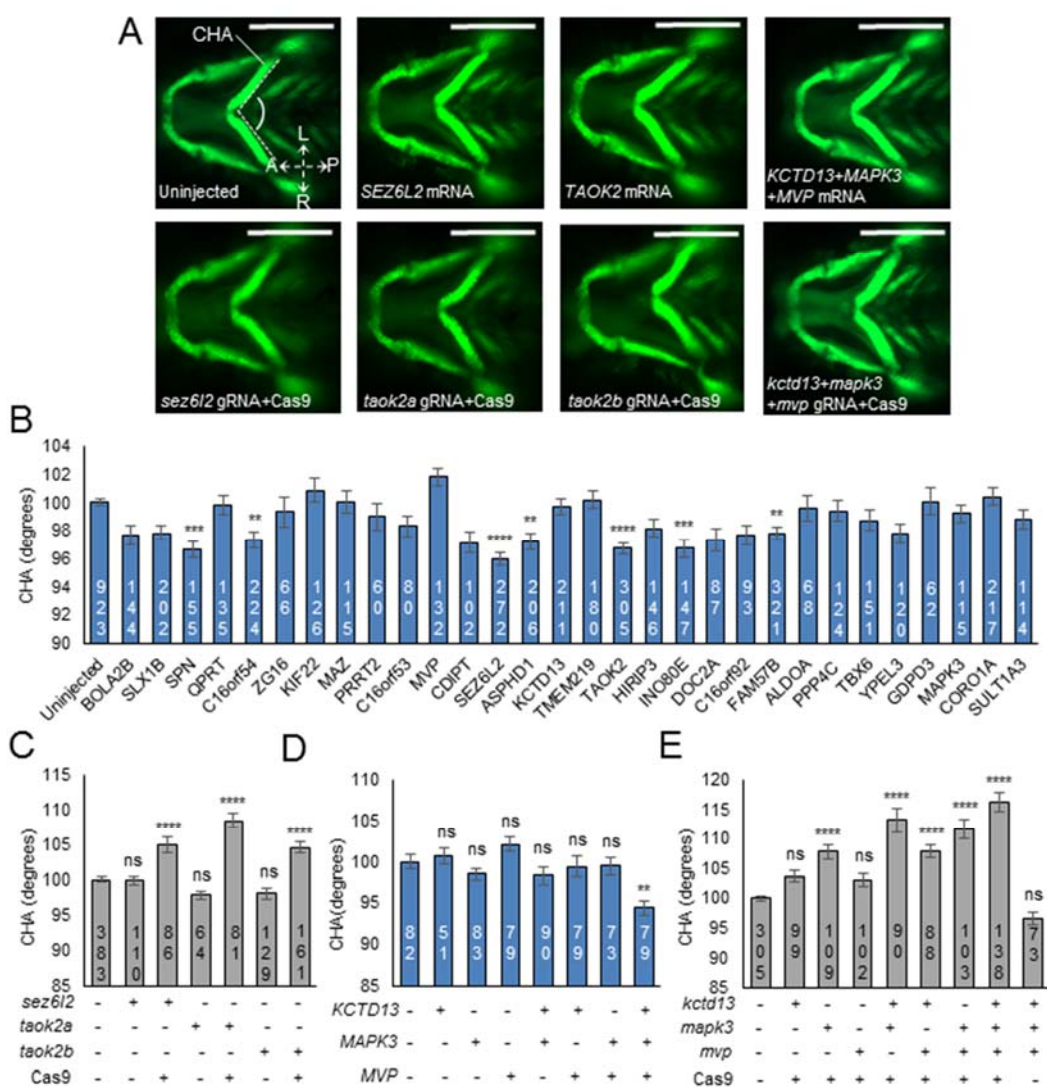 A
CHA
L
A P
R
Uninjected
SEZ6L2 mRNA
TAOK2 mRNA
KCTD13+MAPK3
+MVP mRNA
sez6l2 gRNA+Cas9
taok2a gRNA+Cas9
taok2b gRNA+Cas9
kctd13+mapk3
+mvp gRNA+Cas9
B
CHA (degrees)
104
102
100
98
96
94
92
90
*** ** **** ** **** *** **
923 144 202 155 135 224 66 126 115 60 80 132 102 272 206 211 180 305 146 147 87 93 321 68 124 151 120 62 115 217 114
Uninjected BOLA2B SLX1B SPN QPRT C16orf54 ZG16 KIF22 MAZ PRRT2 C16orf53 MVP CDIPT SEZ6L2 ASPHD1 KCTD13 TMEM219 TAOK2 HIRIP3 INO80E DOC2A C16orf92 FAM57B ALDOA PPP4C TBX6 YPEL3 GDPD3 MAPK3 CORO1A SULT1A3
C
CHA (degrees)
115
110
105
100
95
90
85
ns **** ns **** ns ****
383 110 86 64 81 129 161
sez6l2 - + + - - - -
taok2a - - - + + - -
taok2b - - - - - + +
Cas9 - - + - + - +
D
CHA(degrees)
110
105
100
95
90
85
ns ns ns ns ns ns **
82 51 83 79 90 79 73 79
KCTD13 - + - - + + - +
MAPK3 - - + - + - + +
MVP - - - + - + + +
E
CHA (degrees)
120
115
110
105
100
95
90
85
ns **** ns **** **** **** **** ns
305 99 109 102 90 88 103 138 73
kctd13 - + - - + + - + +
mapk3 - - + - + - + + +
mvp - - - + - + + + +
Cas9 - + + + + + + + -